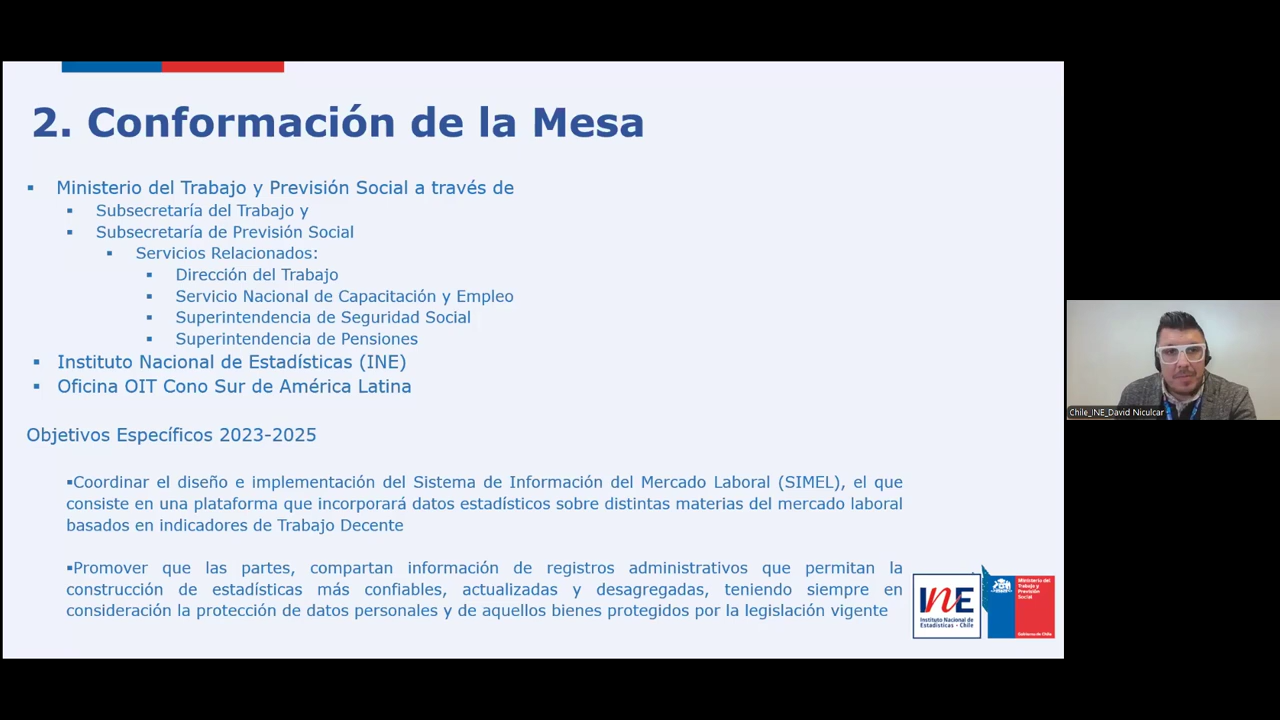 2. Conformación de la Mesa
▪ Ministerio del Trabajo y Previsión Social a través de
▪ Subsecretaría del Trabajo y
▪ Subsecretaría de Previsión Social
▪ Servicios Relacionados:
▪ Dirección del Trabajo
▪ Servicio Nacional de Capacitación y Empleo
▪ Superintendencia de Seguridad Social
▪ Superintendencia de Pensiones
▪ Instituto Nacional de Estadísticas (INE)
▪ Oficina OIT Cono Sur de América Latina
Objetivos Específicos 2023-2025
▪Coordinar el diseño e implementación del Sistema de Información del Mercado Laboral (SIMEL), el que
consiste en una plataforma que incorporará datos estadísticos sobre distintas materias del mercado laboral
basados en indicadores de Trabajo Decente
▪Promover que las partes, compartan información de registros administrativos que permitan la
construcción de estadísticas más confiables, actualizadas y desagregadas, teniendo siempre en
consideración la protección de datos personales y de aquellos bienes protegidos por la legislación vigente
INE
Instituto Nacional de
Estadísticas - Chile
Ministerio del
Trabajo y
Previsión
Social
Gobierno de Chile
Chile_INE_David Niculcar